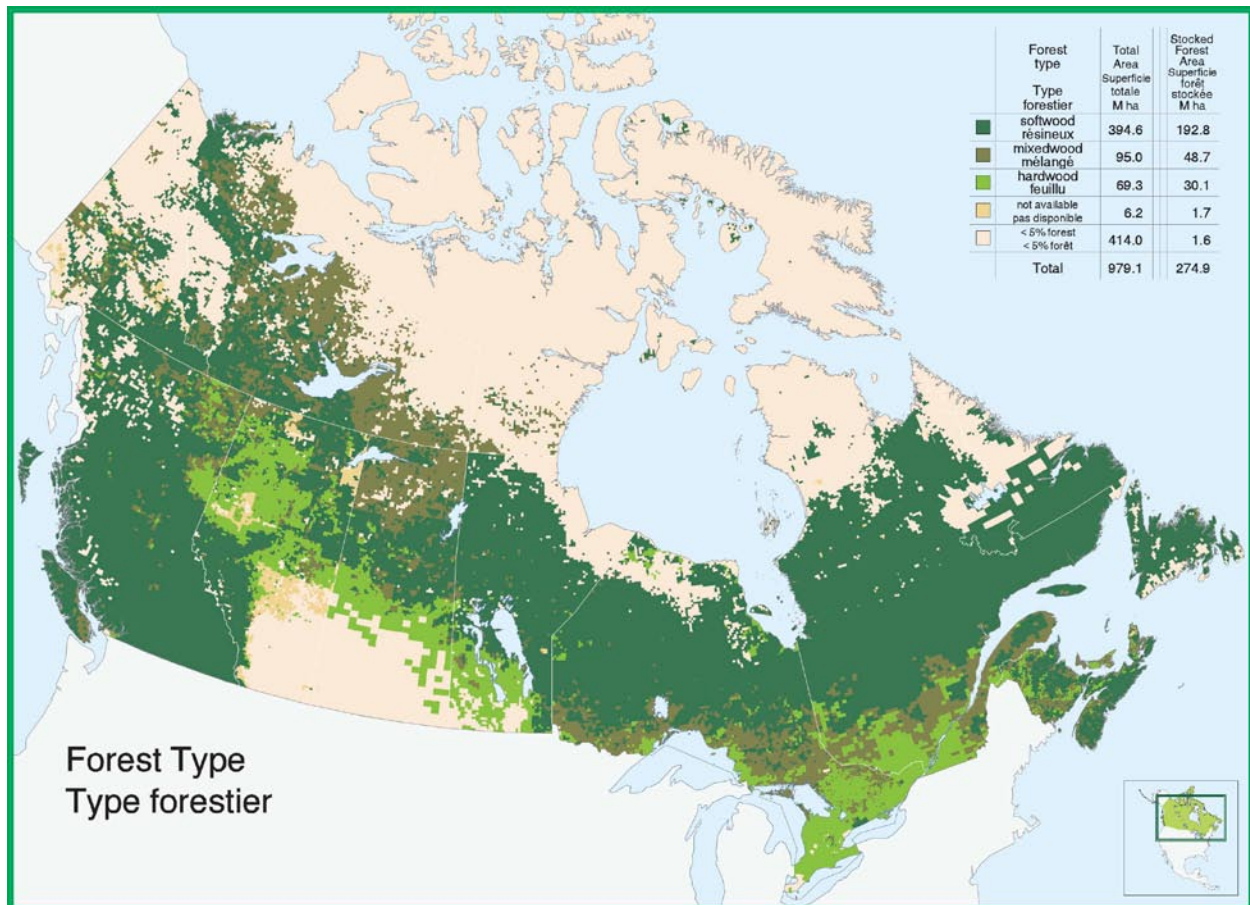 Forest
type
Type
forestier
Total
Area
Superficie
totale
M ha
Stocked
Forest
Area
Superficie
forêt
stockée
M ha
softwood
résineux
394.6
192.8
mixedwood
mélangé
95.0
48.7
hardwood
feuillu
69.3
30.1
not available
pas disponible
6.2
1.7
< 5% forest
< 5% forêt
414.0
1.6
Total
979.1
274.9
Forest Type
Type forestier